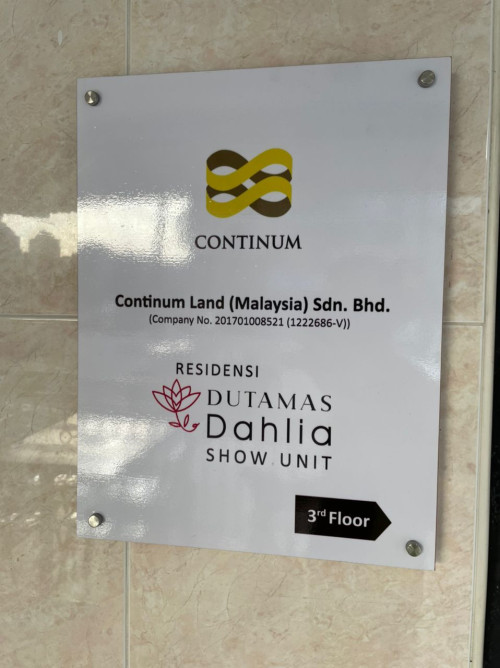 CONTINUM
Continum Land (Malaysia) Sdn. Bhd.
(Company No. 201701008521 (1222686-V))
RESIDENSI
DUTAMAS
Dahlia
SHOW UNIT
3rd Floor